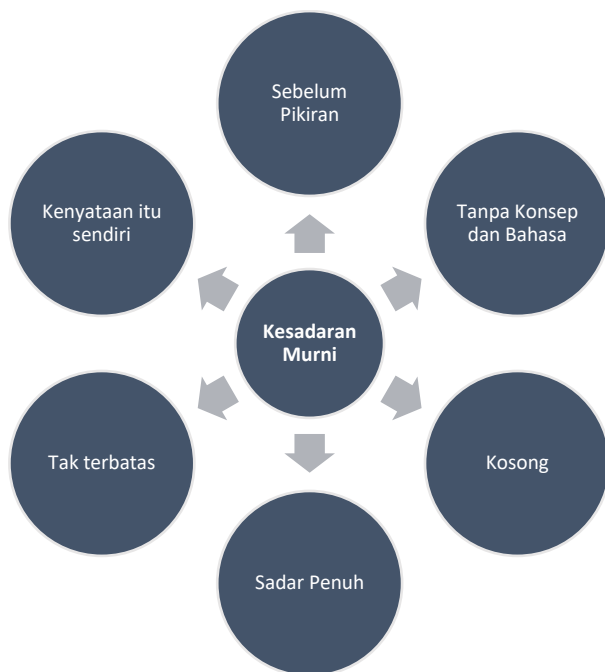 Sebelum
Pikiran
Tanpa Konsep
dan Bahasa
Kosong
Sadar Penuh
Tak terbatas
Kenyataan itu
sendiri
Kesadaran
Murni